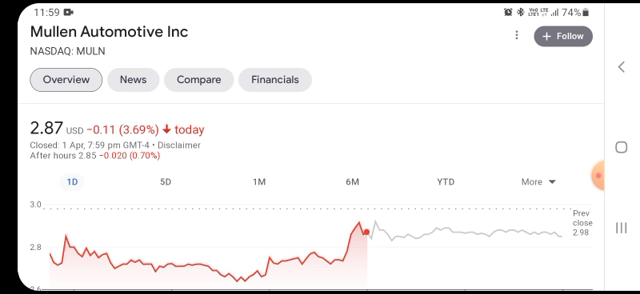 11:59
74%
Mullen Automotive Inc
NASDAQ: MULN
+ Follow
Overview
News
Compare
Financials
2.87 USD −0.11 (3.69%) ↓ today
Closed: 1 Apr, 7:59 pm GMT-4 • Disclaimer
After hours 2.85 −0.020 (0.70%)
1D
5D
1M
6M
YTD
More
3.0
Prev
close
2.98
2.8